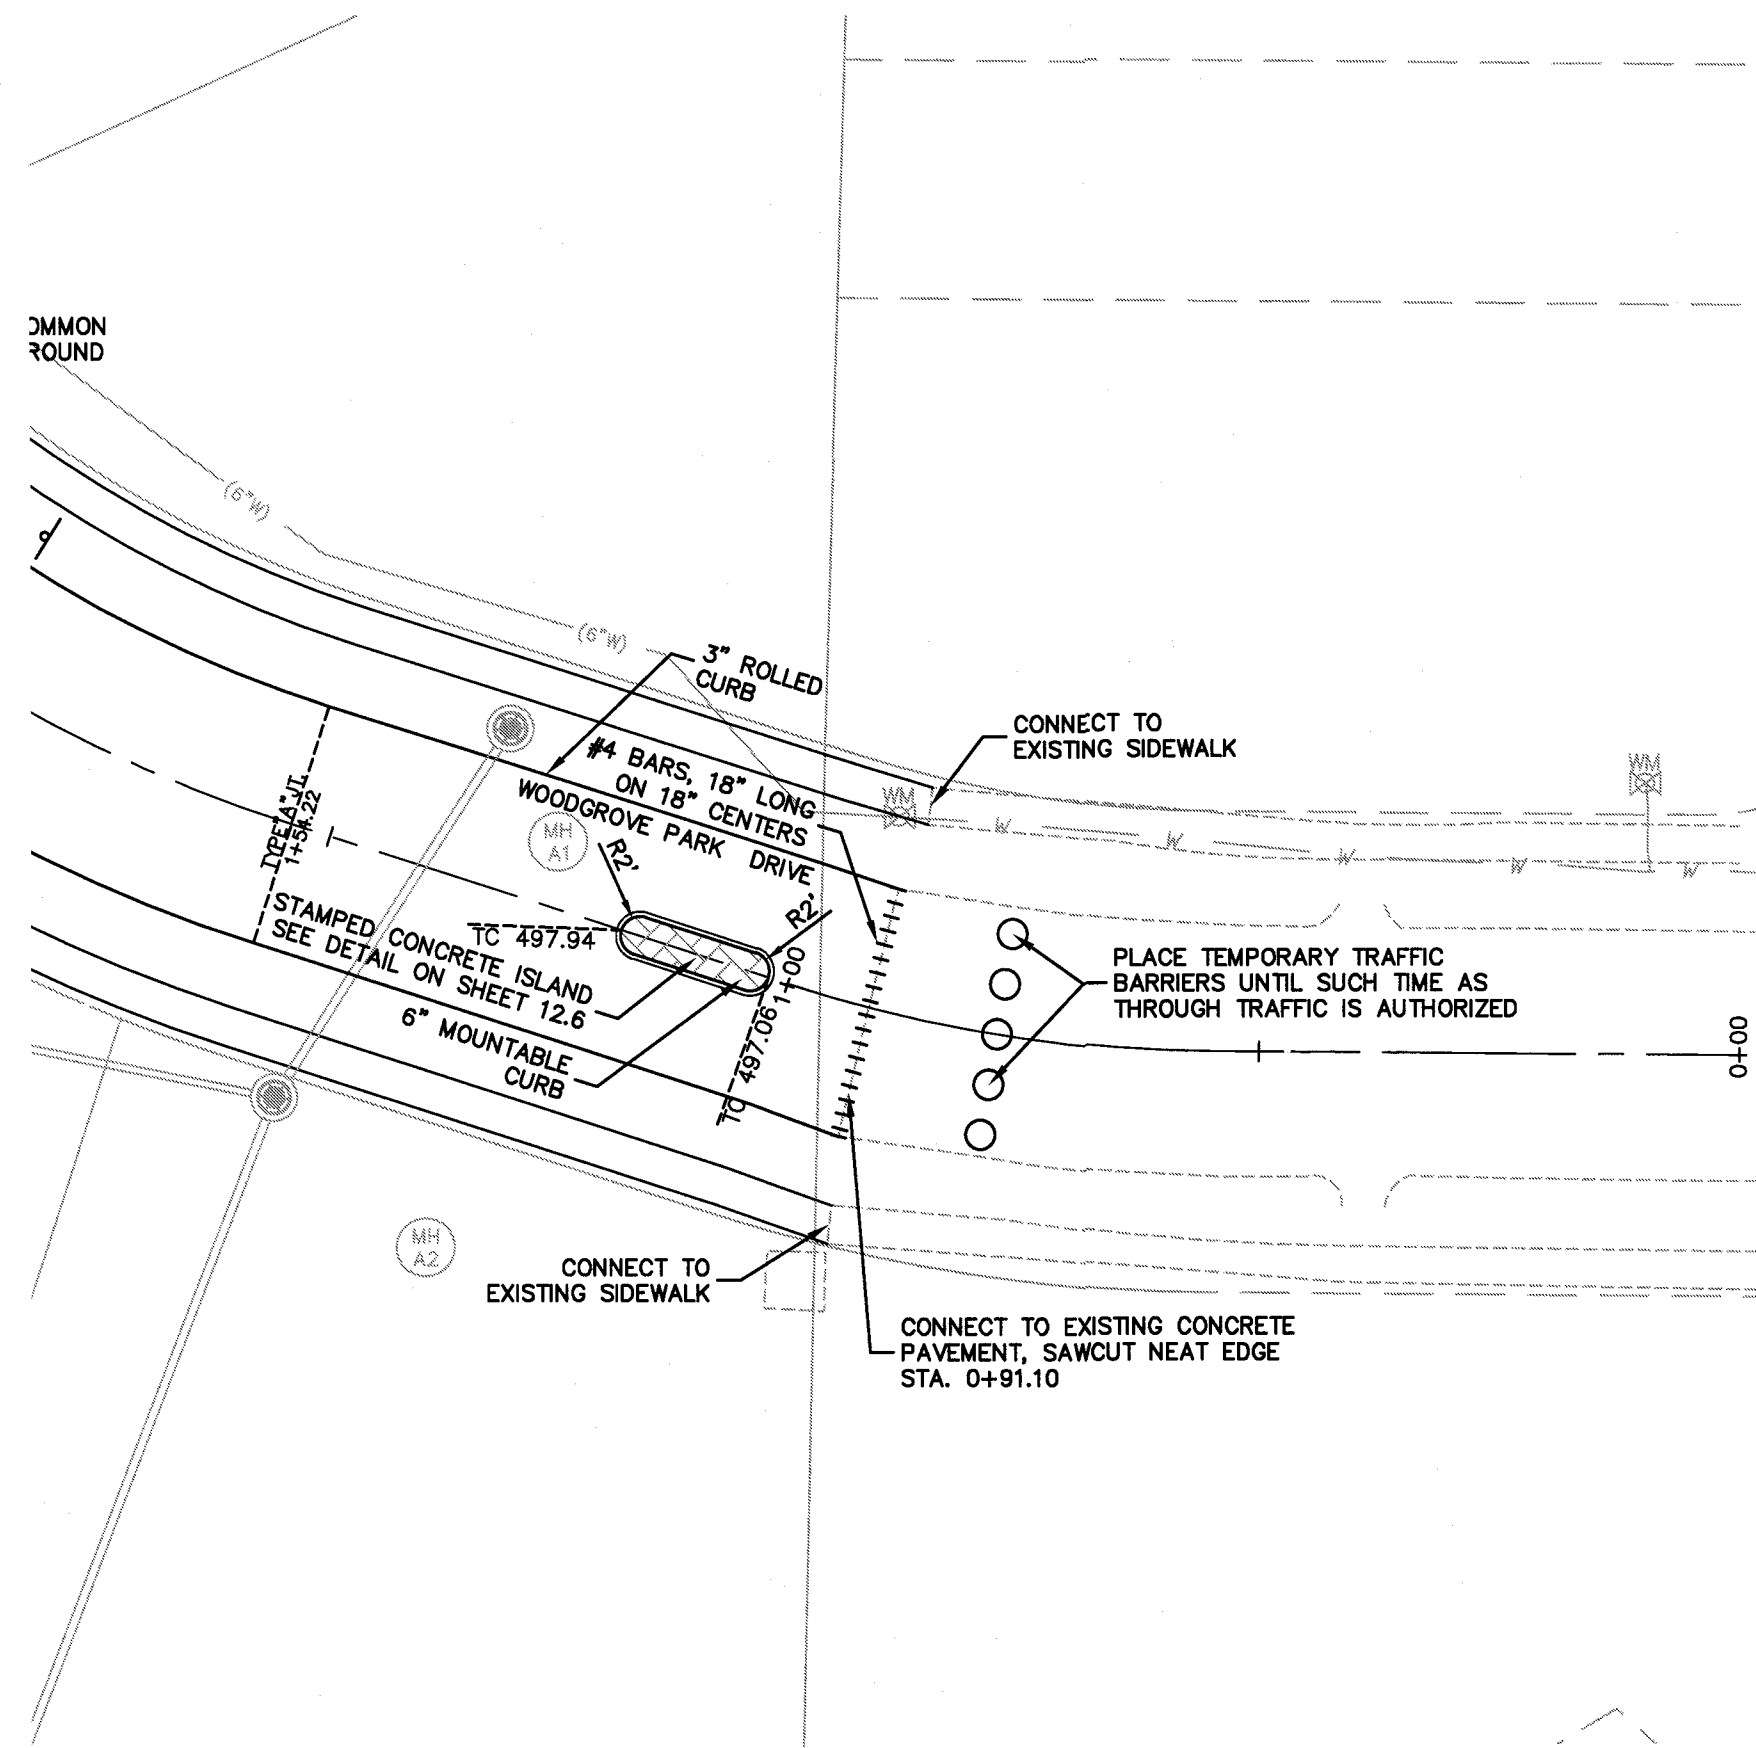 OMMON
ROUND
(6"W)
(6"W)
3" ROLLED
CURB
#4 BARS, 18" LONG
ON 18" CENTERS
WOODGROVE PARK DRIVE
CONNECT TO
EXISTING SIDEWALK
WM
WM
W
W
W
W
W
TYPE "A" JT.
1+54.22
MH
A1
R2'
R2'
TC 497.94
STAMPED CONCRETE ISLAND
SEE DETAIL ON SHEET 12.6
6" MOUNTABLE
CURB
TC 497.06
1+00
PLACE TEMPORARY TRAFFIC
BARRIERS UNTIL SUCH TIME AS
THROUGH TRAFFIC IS AUTHORIZED
0+00
MH
A2
CONNECT TO
EXISTING SIDEWALK
CONNECT TO EXISTING CONCRETE
PAVEMENT, SAWCUT NEAT EDGE
STA. 0+91.10